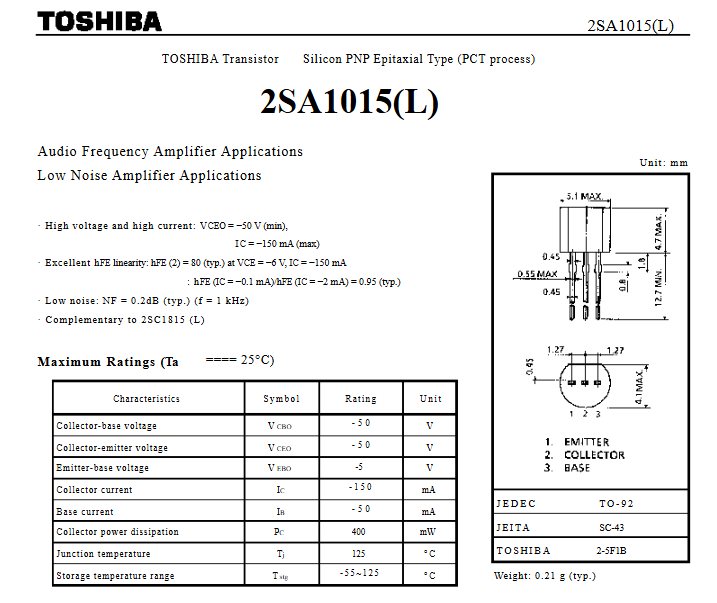 TOSHIBA
2SA1015(L)
TOSHIBA Transistor Silicon PNP Epitaxial Type (PCT process)
2SA1015(L)
Audio Frequency Amplifier Applications
Low Noise Amplifier Applications
· High voltage and high current: VCEO = −50 V (min),
IC = −150 mA (max)
· Excellent hFE linearity: hFE (2) = 80 (typ.) at VCE = −6 V, IC = −150 mA
: hFE (IC = −0.1 mA)/hFE (IC = −2 mA) = 0.95 (typ.)
· Low noise: NF = 0.2dB (typ.) (f = 1 kHz)
· Complementary to 2SC1815 (L)
Maximum Ratings (Ta ==== 25°C)
Characteristics Symbol Rating Unit
Collector-base voltage V CBO -50 V
Collector-emitter voltage V CEO -50 V
Emitter-base voltage V EBO -5 V
Collector current IC -150 mA
Base current IB -50 mA
Collector power dissipation PC 400 mW
Junction temperature Tj 125 °C
Storage temperature range T stg -55~125 °C
Unit: mm
5.1 MAX.
4.7 MAX.
0.45
0.55 MAX
0.45
1.8
0.8
12.7 MIN.
1.27 1.27
0.45
4.1 MAX.
1 2 3
1. EMITTER
2. COLLECTOR
3. BASE
JEDEC TO-92
JEITA SC-43
TOSHIBA 2-5F1B
Weight: 0.21 g (typ.)